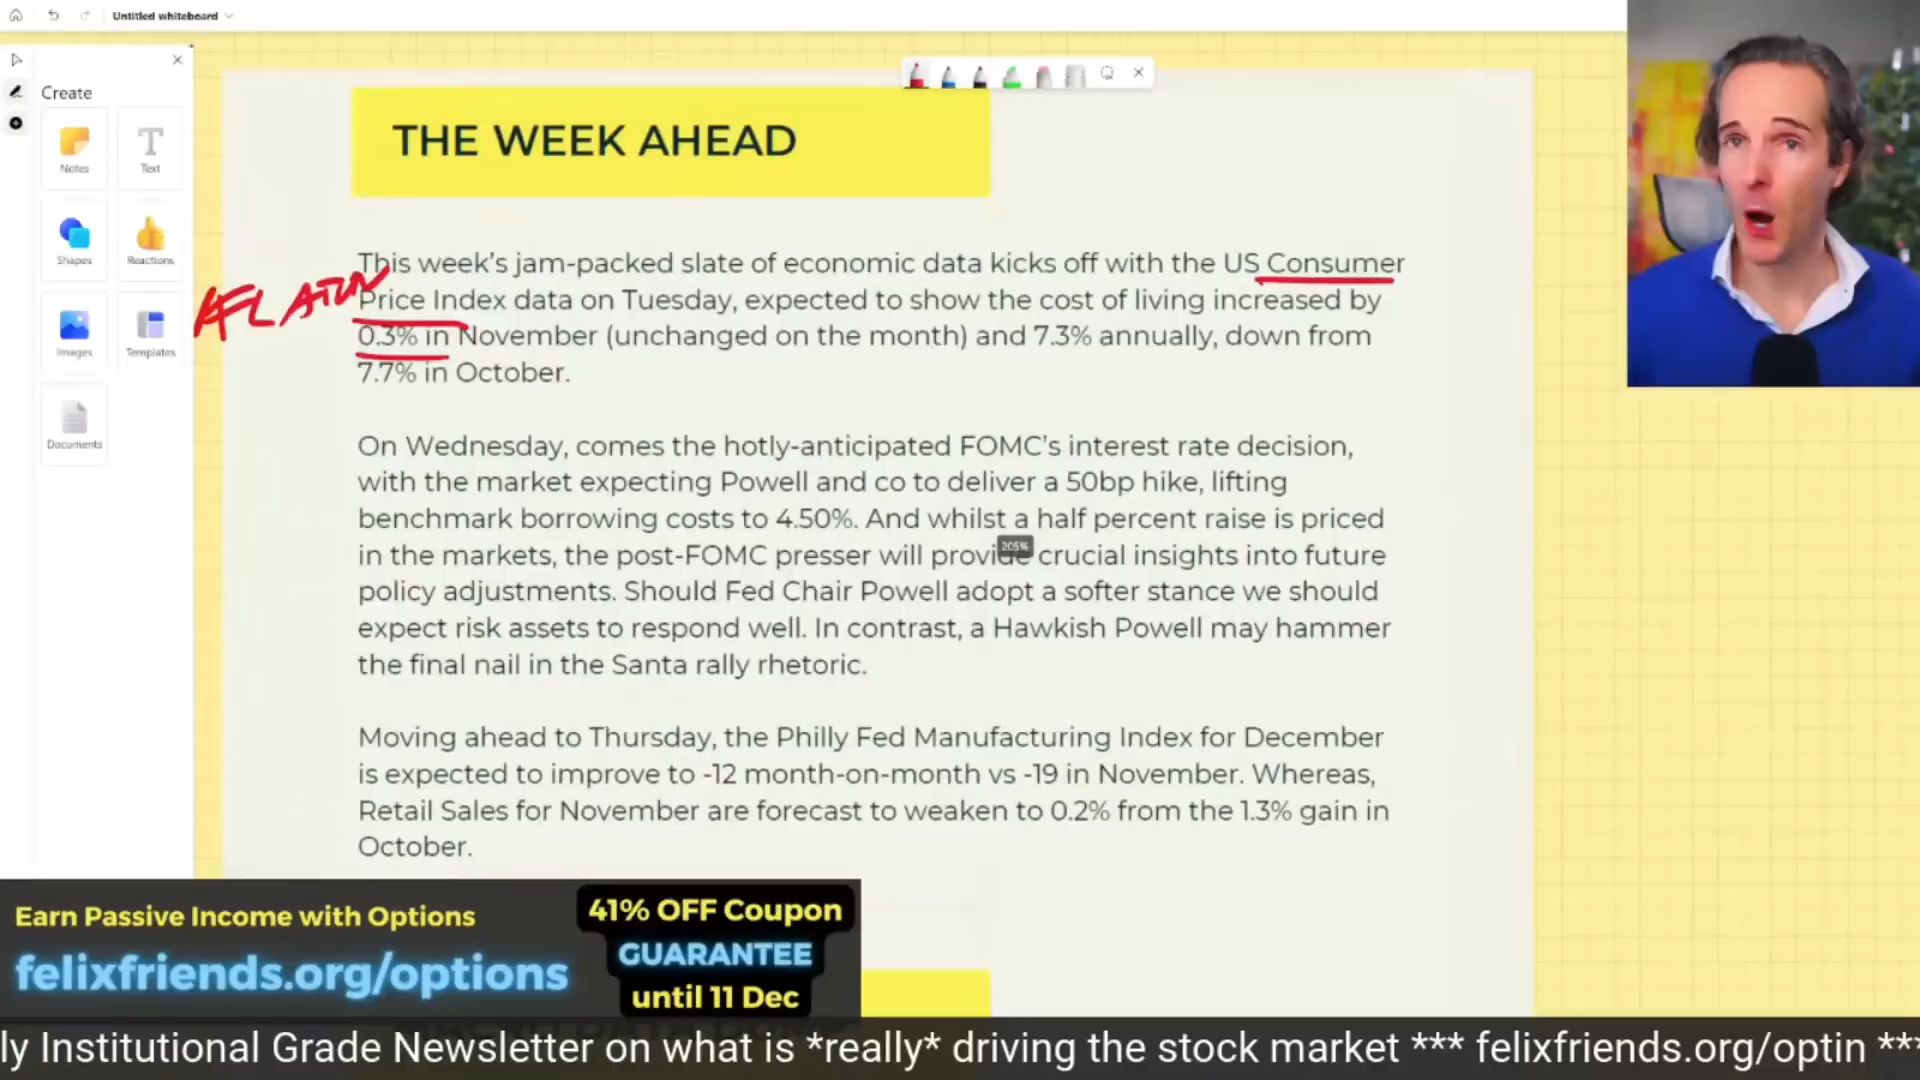 Untitled whiteboard
Create
Notes
Text
Shapes
Reactions
Images
Templates
Documents
THE WEEK AHEAD
This week's jam-packed slate of economic data kicks off with the US Consumer
Price Index data on Tuesday, expected to show the cost of living increased by
0.3% in November (unchanged on the month) and 7.3% annually, down from
7.7% in October.
On Wednesday, comes the hotly-anticipated FOMC's interest rate decision,
with the market expecting Powell and co to deliver a 50bp hike, lifting
benchmark borrowing costs to 4.50%. And whilst a half percent raise is priced
in the markets, the post-FOMC presser will provide crucial insights into future
policy adjustments. Should Fed Chair Powell adopt a softer stance we should
expect risk assets to respond well. In contrast, a Hawkish Powell may hammer
the final nail in the Santa rally rhetoric.
205%
Moving ahead to Thursday, the Philly Fed Manufacturing Index for December
is expected to improve to -12 month-on-month vs -19 in November. Whereas,
Retail Sales for November are forecast to weaken to 0.2% from the 1.3% gain in
October.
Earn Passive Income with Options
felixfriends.org/options
41% OFF Coupon
GUARANTEE
until 11 Dec
ly Institutional Grade Newsletter on what is *really* driving the stock market *** felixfriends.org/optin ***